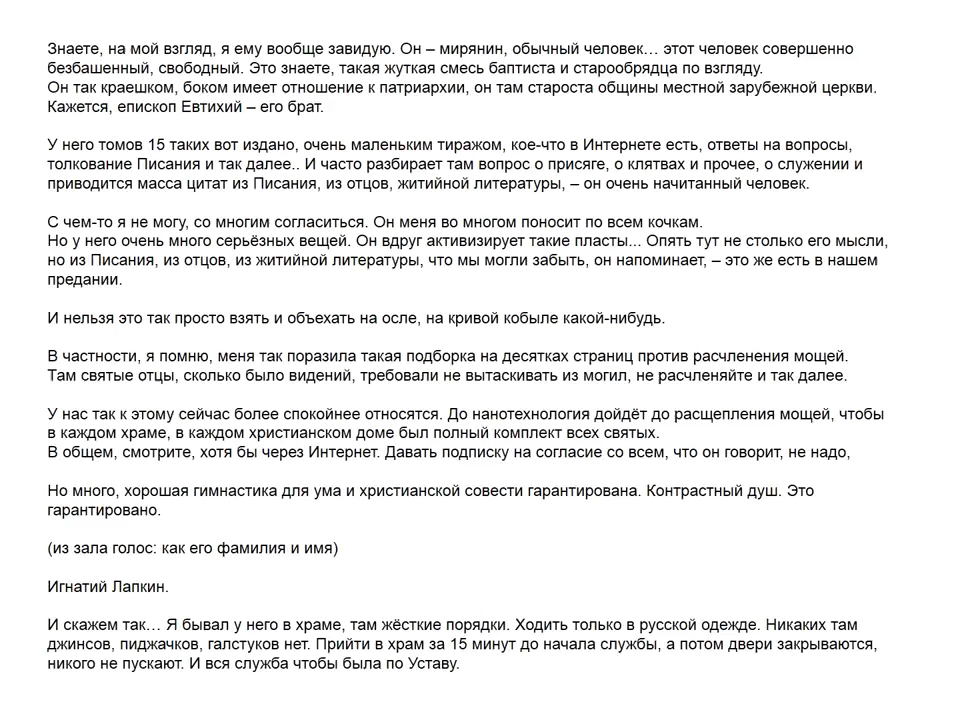 Знаете, на мой взгляд, я ему вообще завидую. Он – мирянин, обычный человек… этот человек совершенно
безбашенный, свободный. Это знаете, такая жуткая смесь баптиста и старообрядца по взгляду.
Он так краешком, боком имеет отношение к патриархии, он там староста общины местной зарубежной церкви.
Кажется, епископ Евтихий – его брат.
У него томов 15 таких вот издано, очень маленьким тиражом, кое-что в Интернете есть, ответы на вопросы,
толкование Писания и так далее.. И часто разбирает там вопрос о присяге, о клятвах и прочее, о служении и
приводится масса цитат из Писания, из отцов, житийной литературы, – он очень начитанный человек.
С чем-то я не могу, со многим согласиться. Он меня во многом поносит по всем кочкам.
Но у него очень много серьёзных вещей. Он вдруг активизирует такие пласты... Опять тут не столько его мысли,
но из Писания, из отцов, из житийной литературы, что мы могли забыть, он напоминает, – это же есть в нашем
предании.
И нельзя это так просто взять и объехать на осле, на кривой кобыле какой-нибудь.
В частности, я помню, меня так поразила такая подборка на десятках страниц против расчленения мощей.
Там святые отцы, сколько было видений, требовали не вытаскивать из могил, не расчленяйте и так далее.
У нас так к этому сейчас более спокойнее относятся. До нанотехнология дойдёт до расщепления мощей, чтобы
в каждом храме, в каждом христианском доме был полный комплект всех святых.
В общем, смотрите, хотя бы через Интернет. Давать подписку на согласие со всем, что он говорит, не надо,
Но много, хорошая гимнастика для ума и христианской совести гарантирована. Контрастный душ. Это
гарантировано.
(из зала голос: как его фамилия и имя)
Игнатий Лапкин.
И скажем так… Я бывал у него в храме, там жёсткие порядки. Ходить только в русской одежде. Никаких там
джинсов, пиджачков, галстуков нет. Прийти в храм за 15 минут до начала службы, а потом двери закрываются,
никого не пускают. И вся служба чтобы была по Уставу.